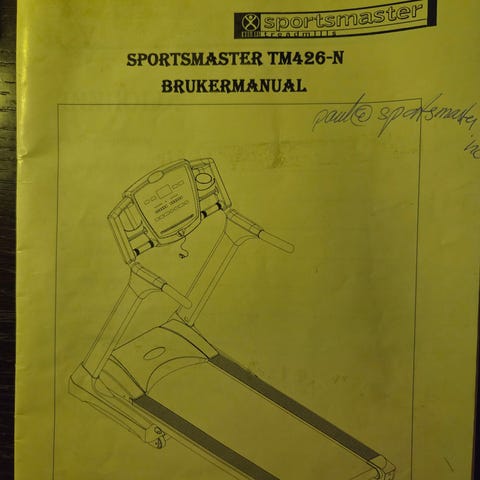 sportsmaster
treadmills
SPORTSMASTER TM426-N
BRUKERMANUAL
paul@sportsmaster